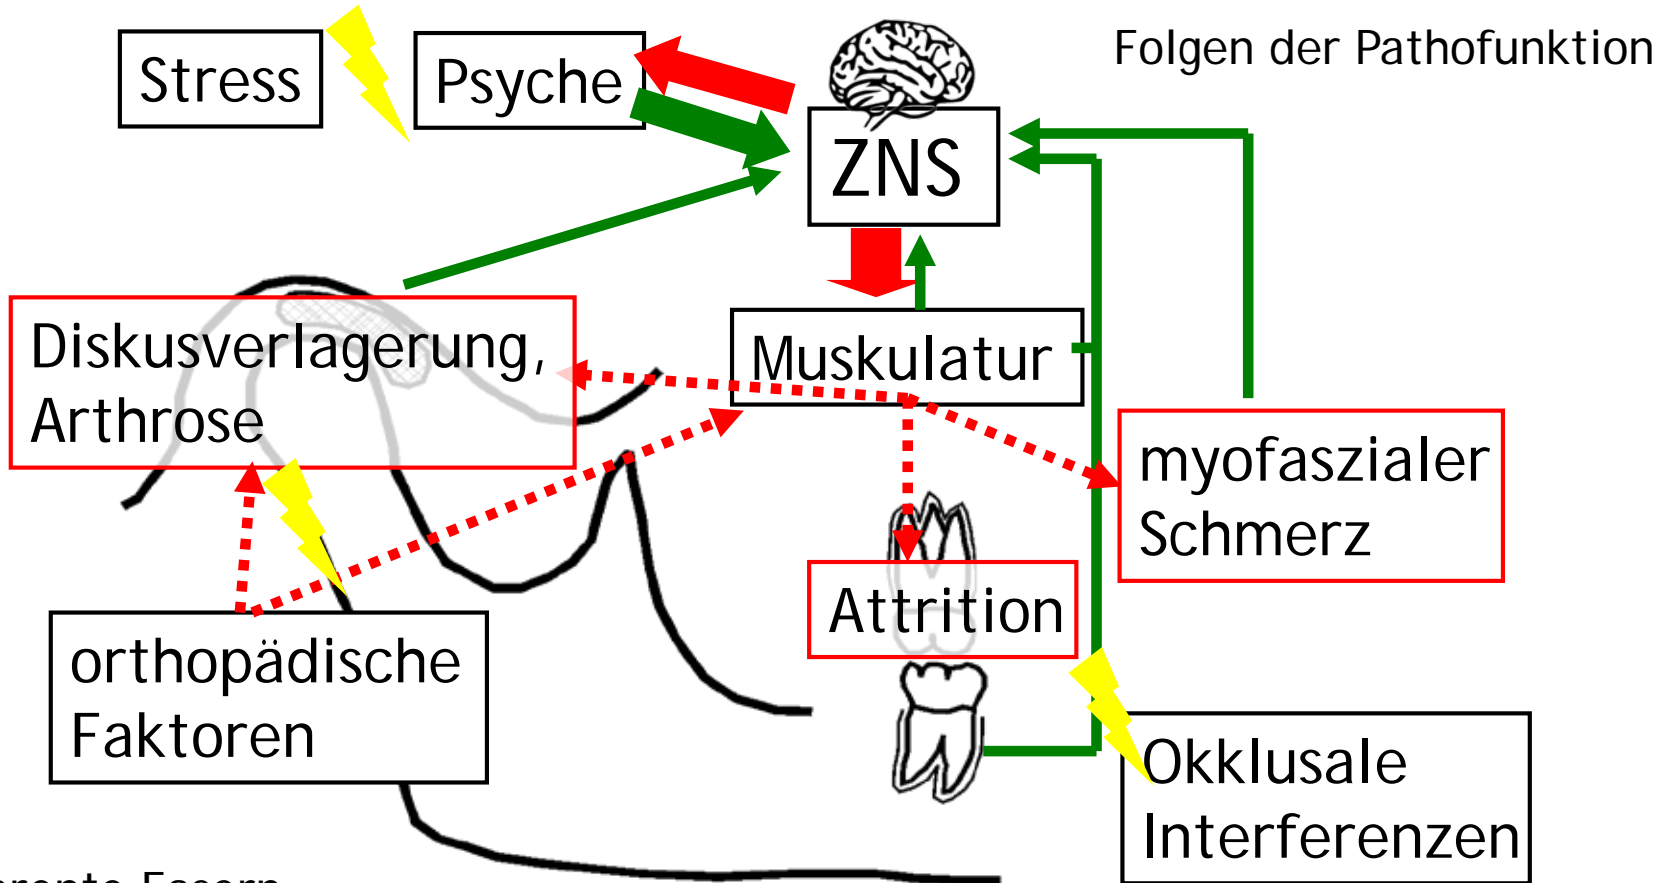 Folgen der Pathofunktion
Stress
Psyche
ZNS
Diskusverlagerung,
Arthrose
Muskulatur
myofaszialer
Schmerz
Attrition
orthopädische
Faktoren
Okklusale
Interferenzen